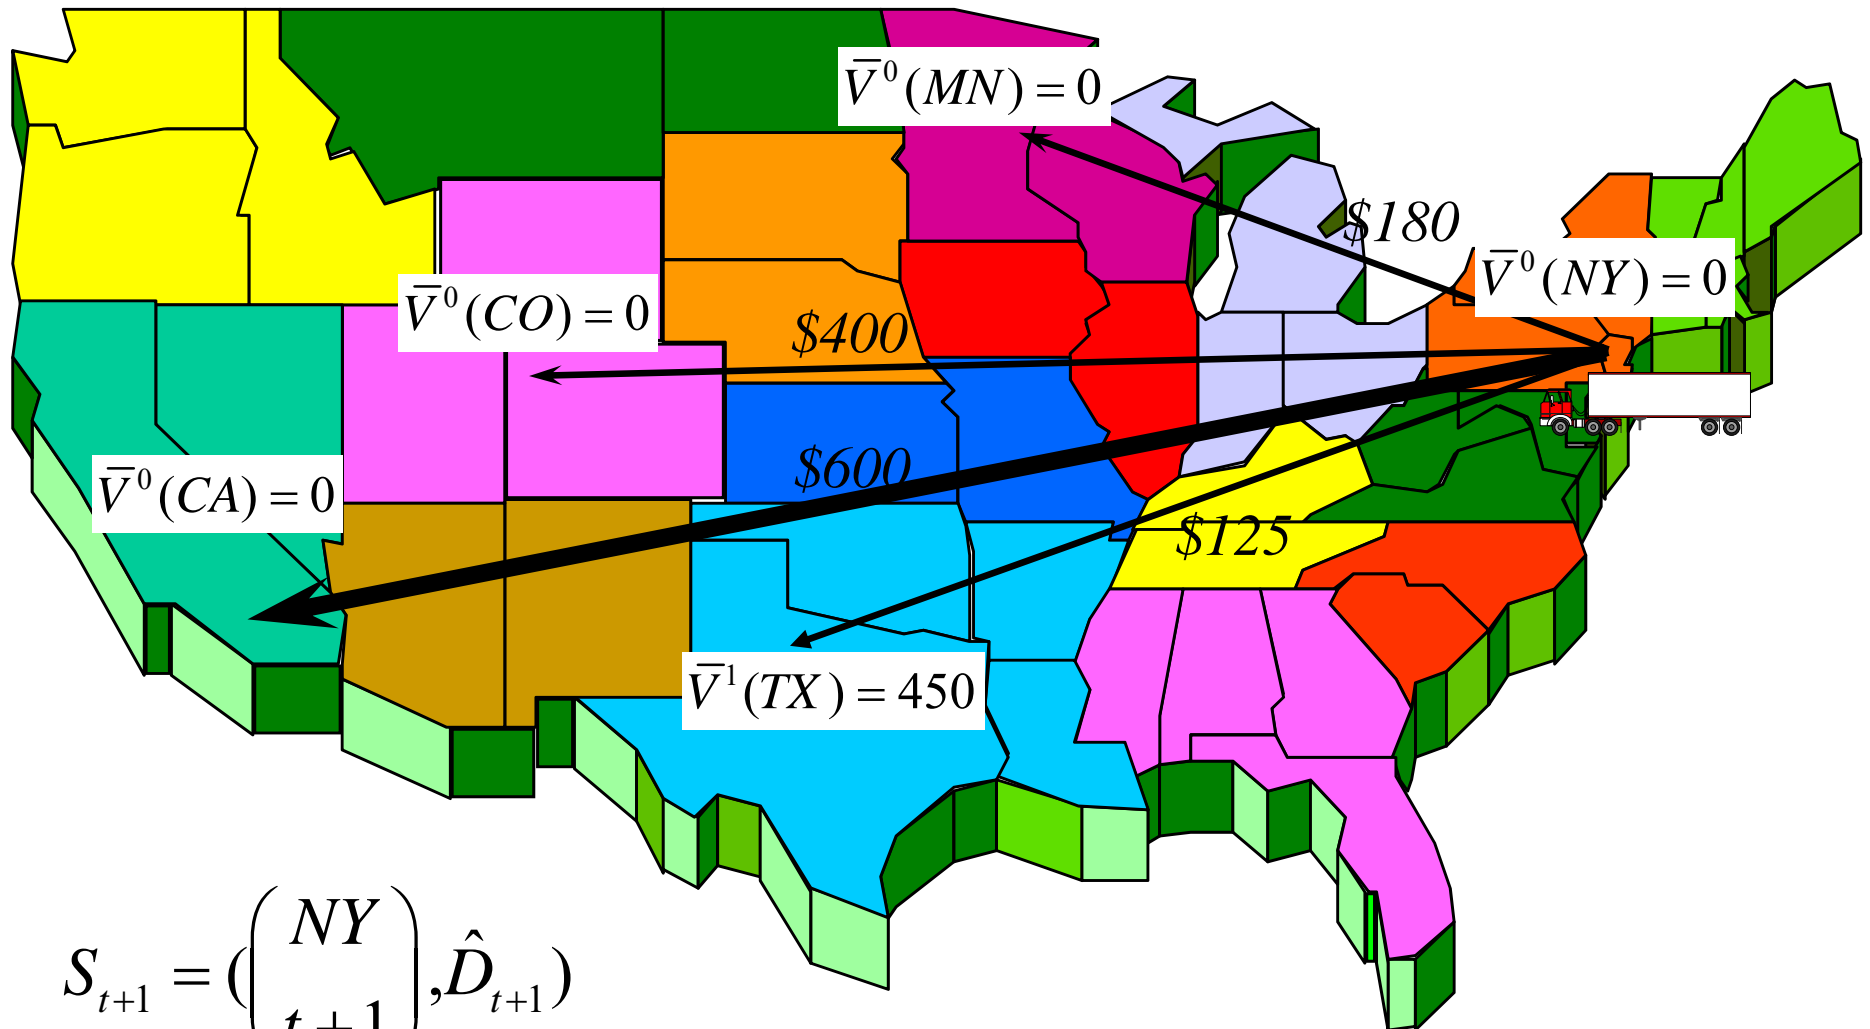 V̅⁰(MN) = 0
$180
V̅⁰(NY) = 0
V̅⁰(CO) = 0
$400
$600
V̅⁰(CA) = 0
$125
V̅¹(TX) = 450
S_{t+1} = ((NY
t+1), D̂_{t+1})